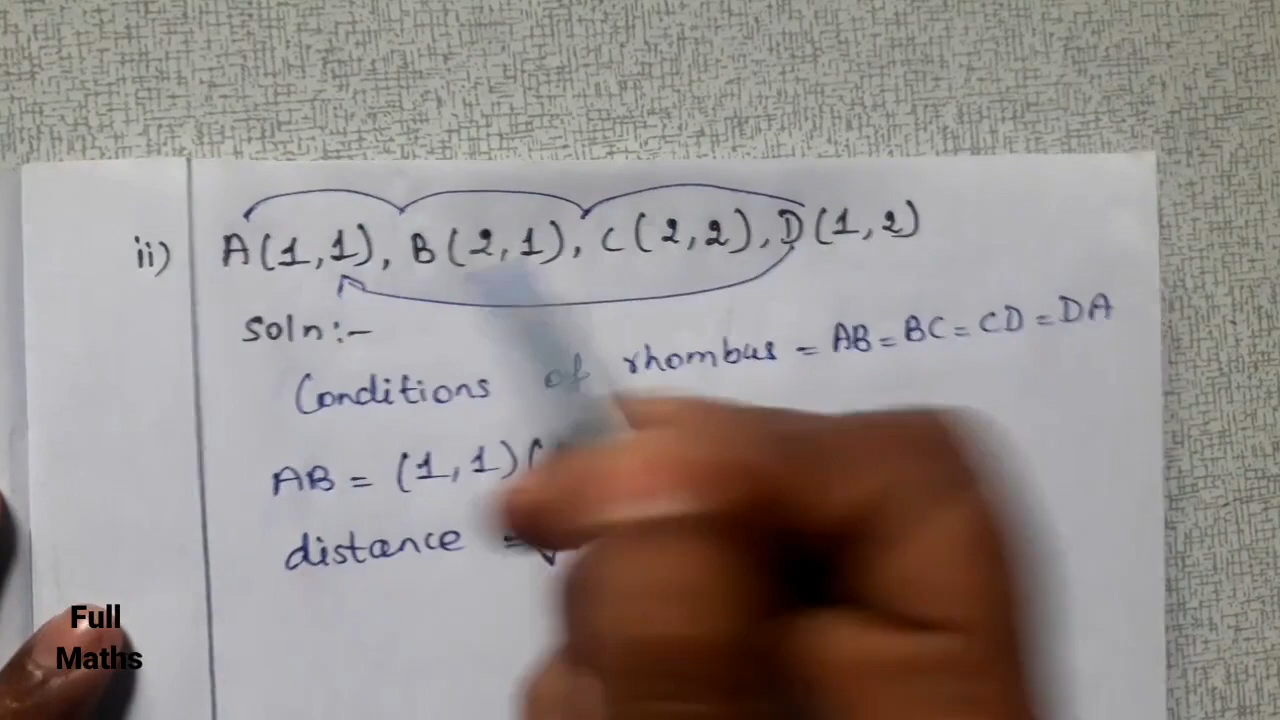 ii) A(1,1), B(2,1), C(2,2), D(1,2)
Soln:-
Conditions of rhombus = AB = BC = CD = DA
AB = (1,1) (
distance = √
Full
Maths